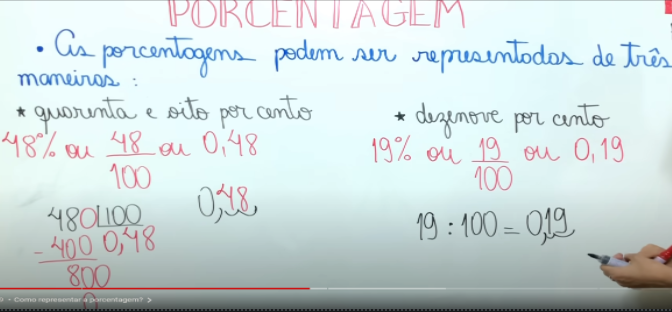 PORCENTAGEM
• As porcentagens podem ser representadas de três
maneiras :
* quarenta e oito por cento
48% ou 48/100 ou 0,48
480 100
- 400 0,48
800
0
0,48
* dezenove por cento
19% ou 19/100 ou 0,19
19 : 100 = 0,19
Como representar a porcentagem? >